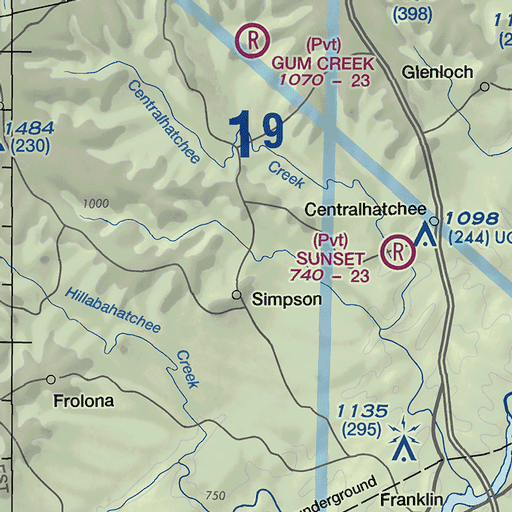 (398)
R
(Pvt)
GUM CREEK
1070 - 23
Glenloch
1484
(230)
19
Centralhatchee
Creek
1000
Centralhatchee
1098
(244) UC
(Pvt)
SUNSET
740 - 23
R
Simpson
Hillabahatchee
Creek
Frolona
1135
(295)
750
underground
Franklin